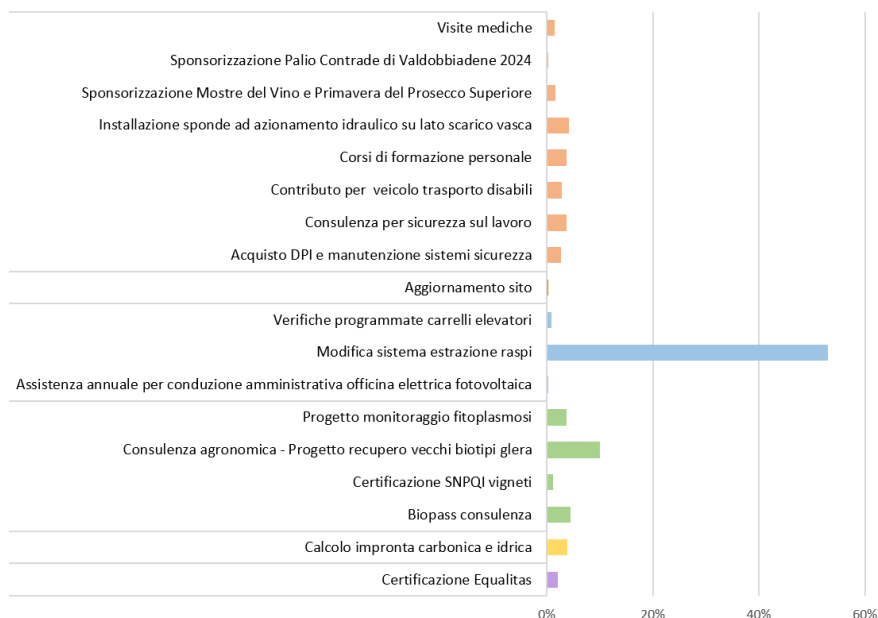 Visite mediche
Sponsorizzazione Palio Contrade di Valdobbiadene 2024
Sponsorizzazione Mostre del Vino e Primavera del Prosecco Superiore
Installazione sponde ad azionamento idraulico su lato scarico vasca
Corsi di formazione personale
Contributo per veicolo trasporto disabili
Consulenza per sicurezza sul lavoro
Acquisto DPI e manutenzione sistemi sicurezza
Aggiornamento sito
Verifiche programmate carrelli elevatori
Modifica sistema estrazione raspi
Assistenza annuale per conduzione amministrativa officina elettrica fotovoltaica
Progetto monitoraggio fitoplasmosi
Consulenza agronomica - Progetto recupero vecchi biotipi glera
Certificazione SNPQI vigneti
Biopass consulenza
Calcolo impronta carbonica e idrica
Certificazione Equalitas
0% 20% 40% 60%